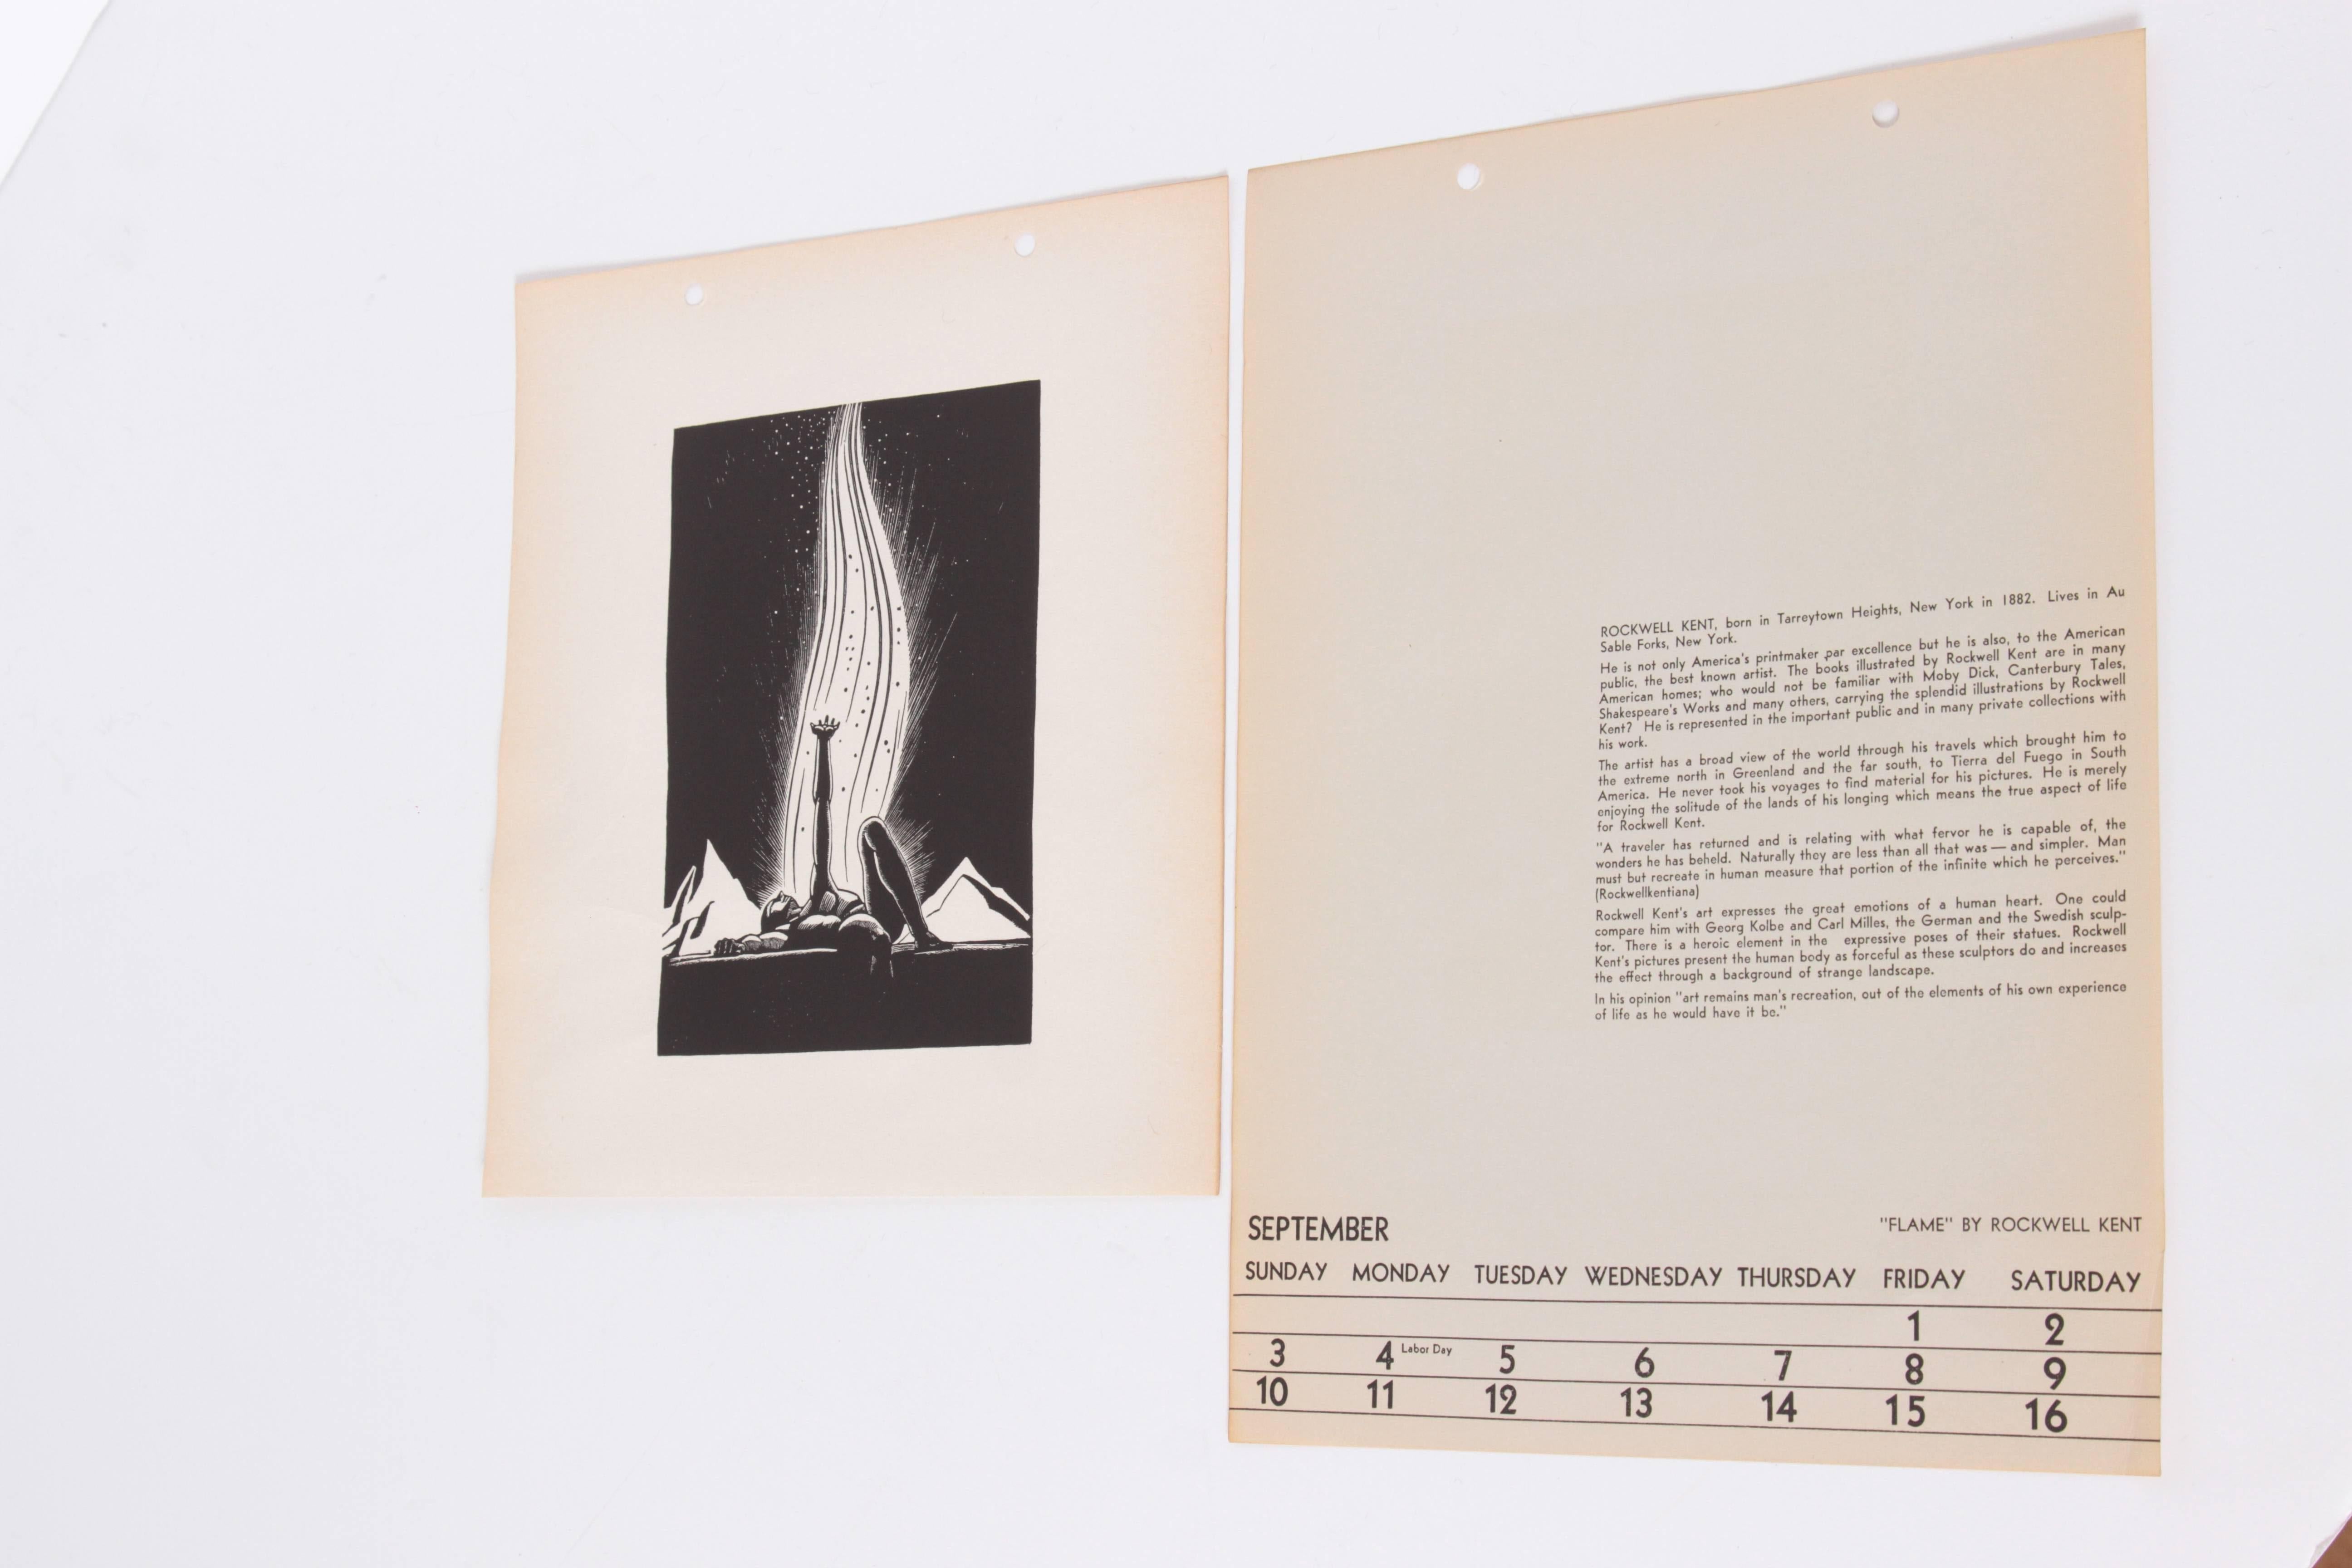 ROCKWELL KENT, born in Tarreytown Heights, New York in 1882. Lives in Au
Sable Forks, New York.
He is not only America's printmaker par excellence but he is also, to the American
public, the best known artist. The books illustrated by Rockwell Kent are in many
American homes; who would not be familiar with Moby Dick, Canterbury Tales,
Shakespeare's Works and many others, carrying the splendid illustrations by Rockwell
Kent? He is represented in the important public and in many private collections with
his work.
The artist has a broad view of the world through his travels which brought him to
the extreme north in Greenland and the far south, to Tierra del Fuego in South
America. He never took his voyages to find material for his pictures. He is merely
enjoying the solitude of the lands of his longing which means the true aspect of life
for Rockwell Kent.
"A traveler has returned and is relating with what fervor he is capable of, the
wonders he has beheld. Naturally they are less than all that was — and simpler. Man
must but recreate in human measure that portion of the infinite which he perceives."
(Rockwellkentiana)
Rockwell Kent's art expresses the great emotions of a human heart. One could
compare him with Georg Kolbe and Carl Milles, the German and the Swedish sculp-
tor. There is a heroic element in the expressive poses of their statues. Rockwell
Kent's pictures present the human body as forceful as these sculptors do and increases
the effect through a background of strange landscape.
In his opinion "art remains man's recreation, out of the elements of his own experience
of life as he would have it be."
SEPTEMBER "FLAME" BY ROCKWELL KENT
SUNDAY MONDAY TUESDAY WEDNESDAY THURSDAY FRIDAY SATURDAY
1 2
3 4 Labor Day 5 6 7 8 9
10 11 12 13 14 15 16